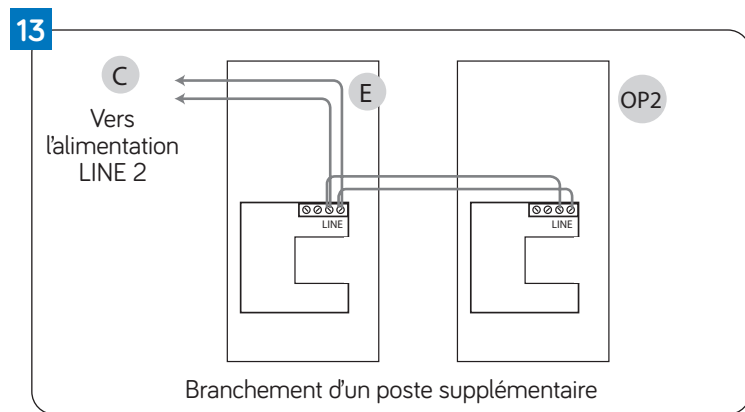 13
C
E
OP2
Vers
l'alimentation
LINE 2
LINE
LINE
Branchement d'un poste supplémentaire